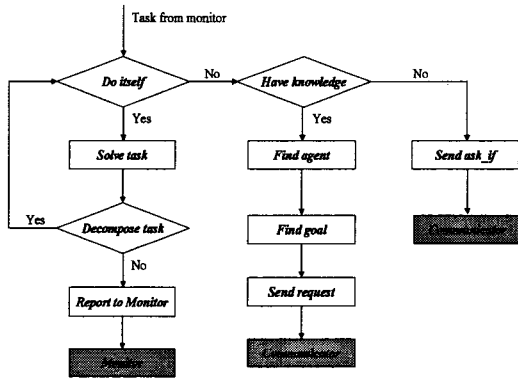 Task from monitor
Do itself
No
Have knowledge
No
Yes
Yes
Solve task
Find agent
Send ask_if
Yes
Decompose task
Find goal
Communicator
No
Report to Monitor
Send request
Monitor
Communicator